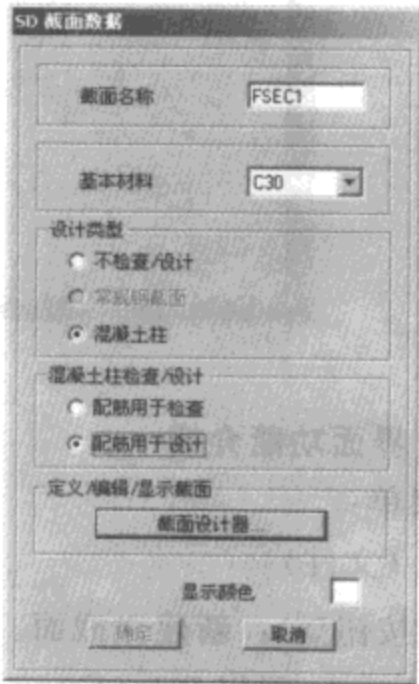 SD 截面数据
截面名称 FSEC1
基本材料 C30
设计类型
不检查/设计
常规钢截面
混凝土柱
混凝土柱检查/设计
配筋用于检查
配筋用于设计
定义/编辑/显示截面
截面设计器...
显示颜色
确定 取消